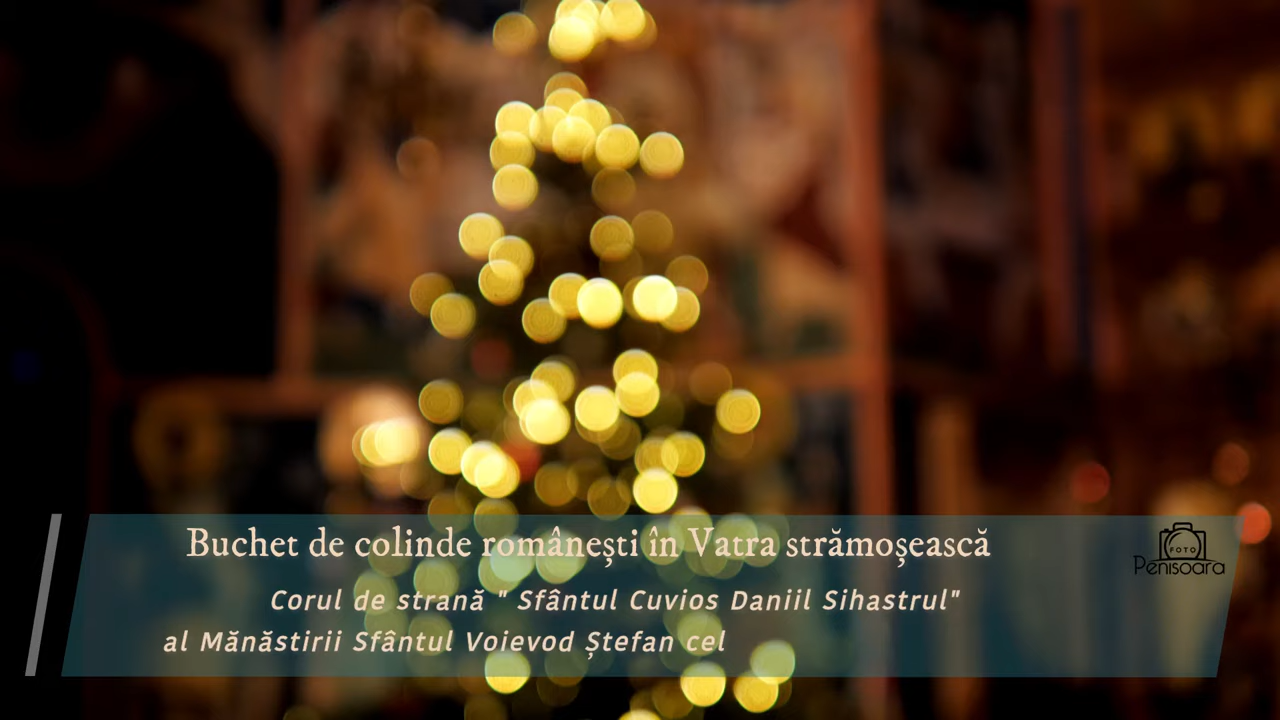 Buchet de colinde românești în Vatra strămoșească
Corul de strană " Sfântul Cuvios Daniil Sihastrul"
al Mănăstirii Sfântul Voievod Ștefan cel
FOTO
Penisoara